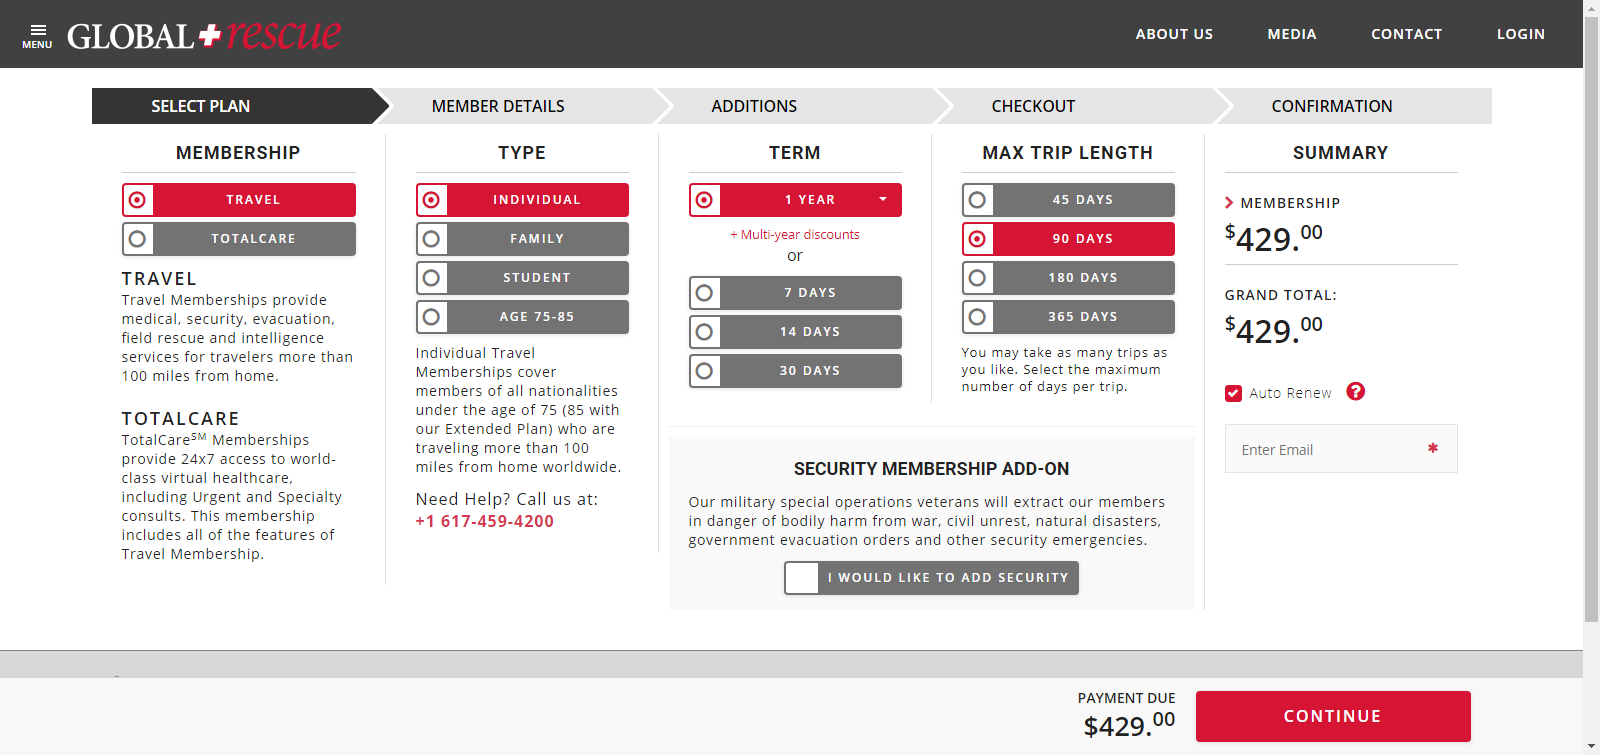 MENU
GLOBAL rescue
ABOUT US
MEDIA
CONTACT
LOGIN
SELECT PLAN
MEMBER DETAILS
ADDITIONS
CHECKOUT
CONFIRMATION
MEMBERSHIP
TRAVEL
TOTALCARE
TRAVEL
Travel Memberships provide
medical, security, evacuation,
field rescue and intelligence
services for travelers more than
100 miles from home.
TOTALCARE
TotalCareSM Memberships
provide 24x7 access to world-
class virtual healthcare,
including Urgent and Specialty
consults. This membership
includes all of the features of
Travel Membership.
TYPE
INDIVIDUAL
FAMILY
STUDENT
AGE 75-85
Individual Travel
Memberships cover
members of all nationalities
under the age of 75 (85 with
our Extended Plan) who are
traveling more than 100
miles from home worldwide.
Need Help? Call us at:
+1 617-459-4200
TERM
1 YEAR
+ Multi-year discounts
or
7 DAYS
14 DAYS
30 DAYS
MAX TRIP LENGTH
45 DAYS
90 DAYS
180 DAYS
365 DAYS
You may take as many trips as
you like. Select the maximum
number of days per trip.
SECURITY MEMBERSHIP ADD-ON
Our military special operations veterans will extract our members
in danger of bodily harm from war, civil unrest, natural disasters,
government evacuation orders and other security emergencies.
I WOULD LIKE TO ADD SECURITY
SUMMARY
MEMBERSHIP
$429.00
GRAND TOTAL:
$429.00
Auto Renew ?
Enter Email *
PAYMENT DUE
$429.00
CONTINUE